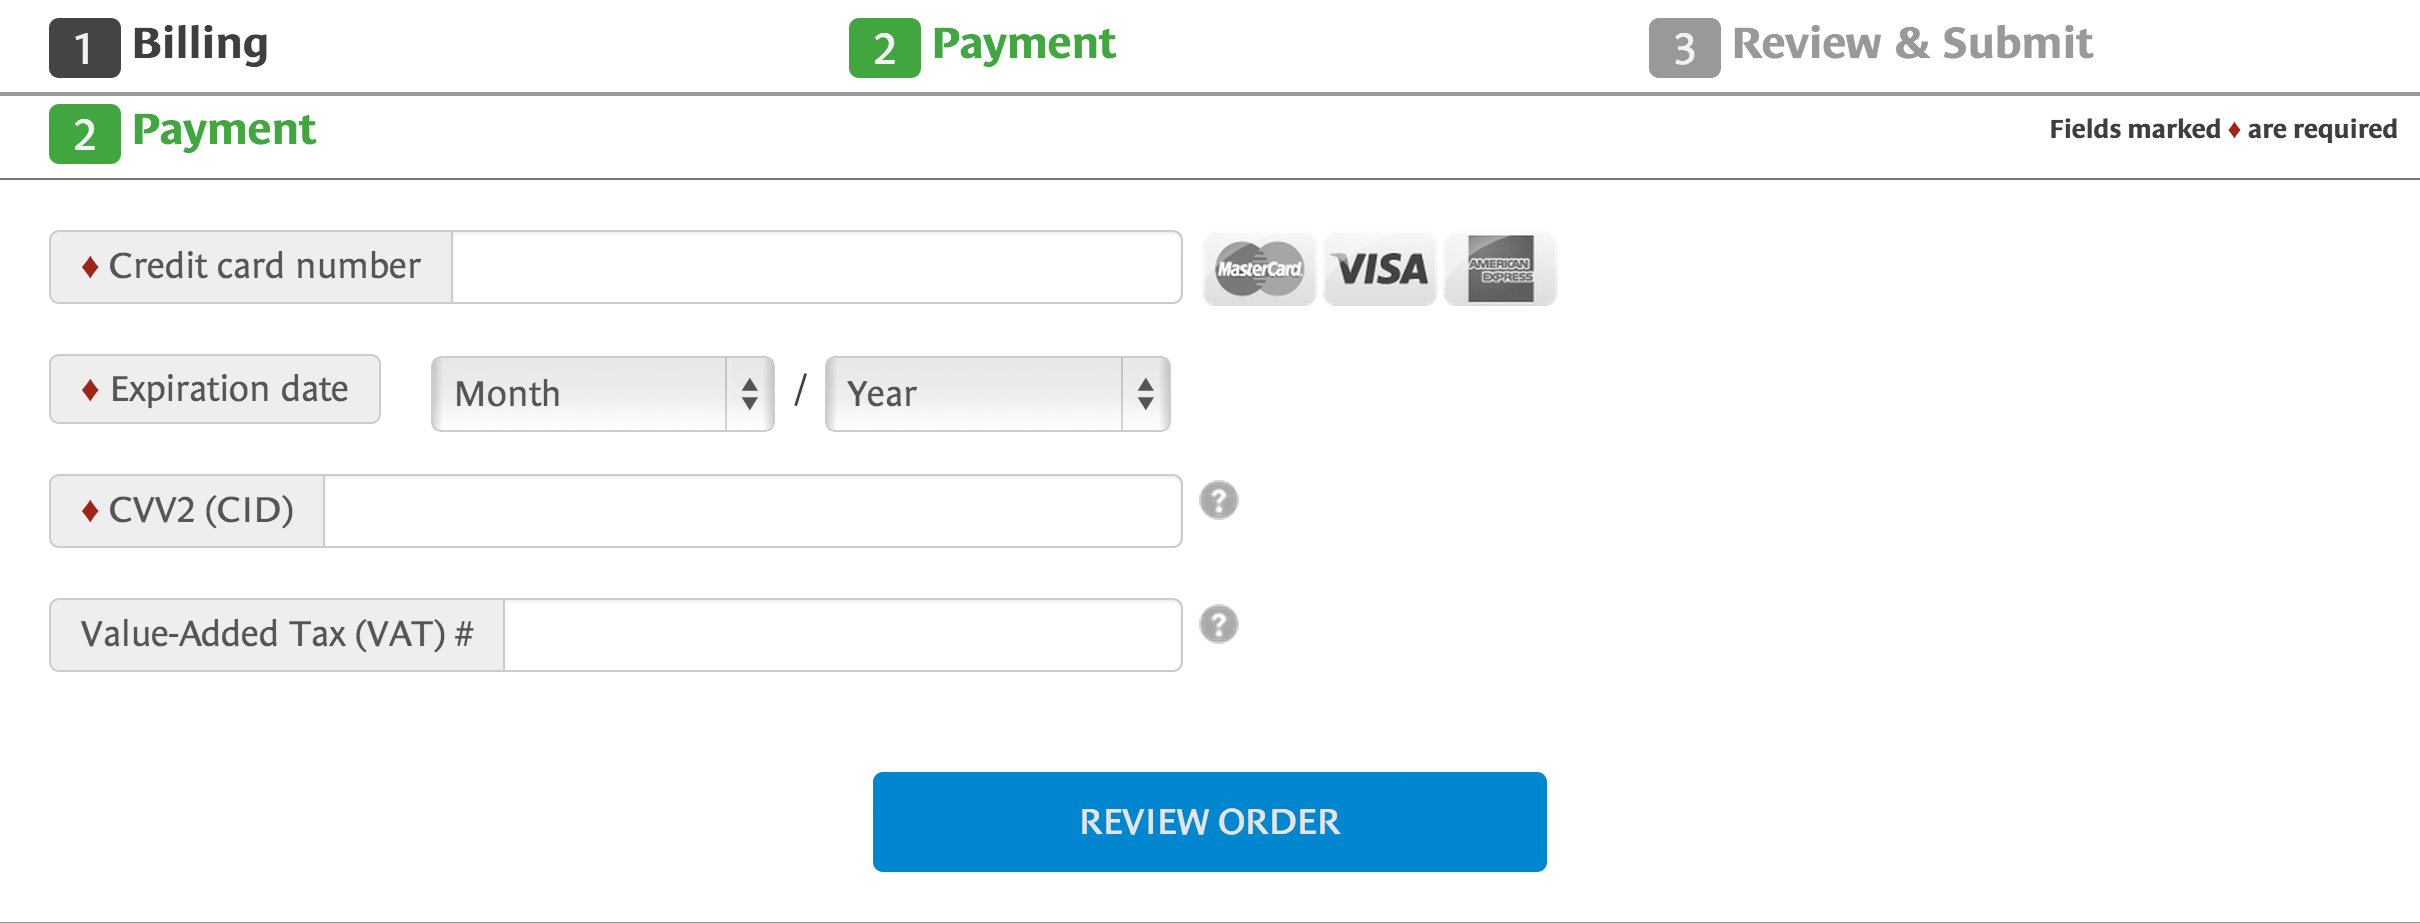 1 Billing
2 Payment
3 Review & Submit
2 Payment
Fields marked ♦ are required
♦ Credit card number
MasterCard
VISA
AMERICAN EXPRESS
♦ Expiration date
Month / Year
♦ CVV2 (CID)
?
Value-Added Tax (VAT) #
?
REVIEW ORDER